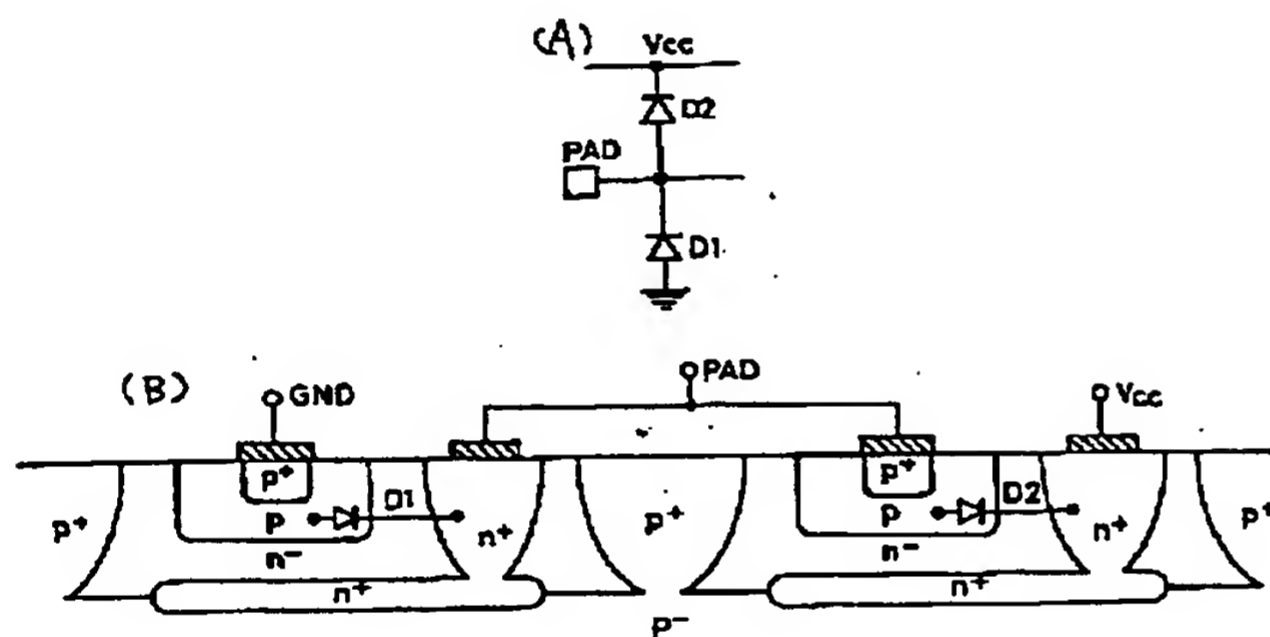 (A) Vcc
D2
PAD
D1
(B) GND PAD Vcc
p+ p+
p+ p D1 n+ p+ p D2 n+ p+
n- n-
n+ n+
p-